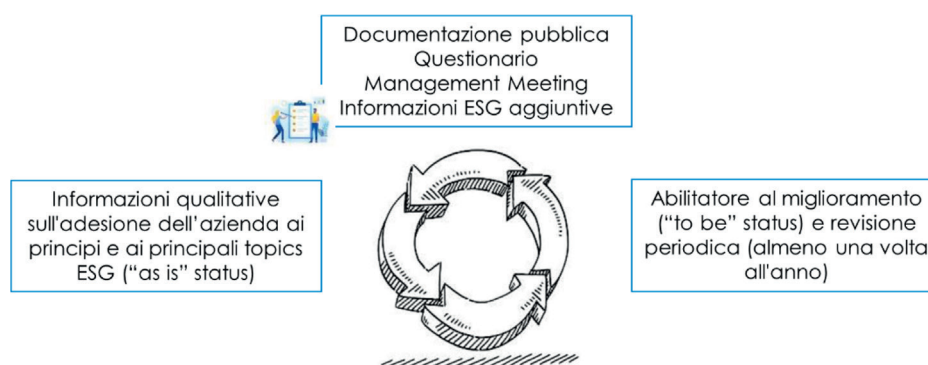 Documentazione pubblica
Questionario
Management Meeting
Informazioni ESG aggiuntive
Informazioni qualitative
sull'adesione dell'azienda ai
principi e ai principali topics
ESG ("as is" status)
Abilitatore al miglioramento
("to be" status) e revisione
periodica (almeno una volta
all'anno)